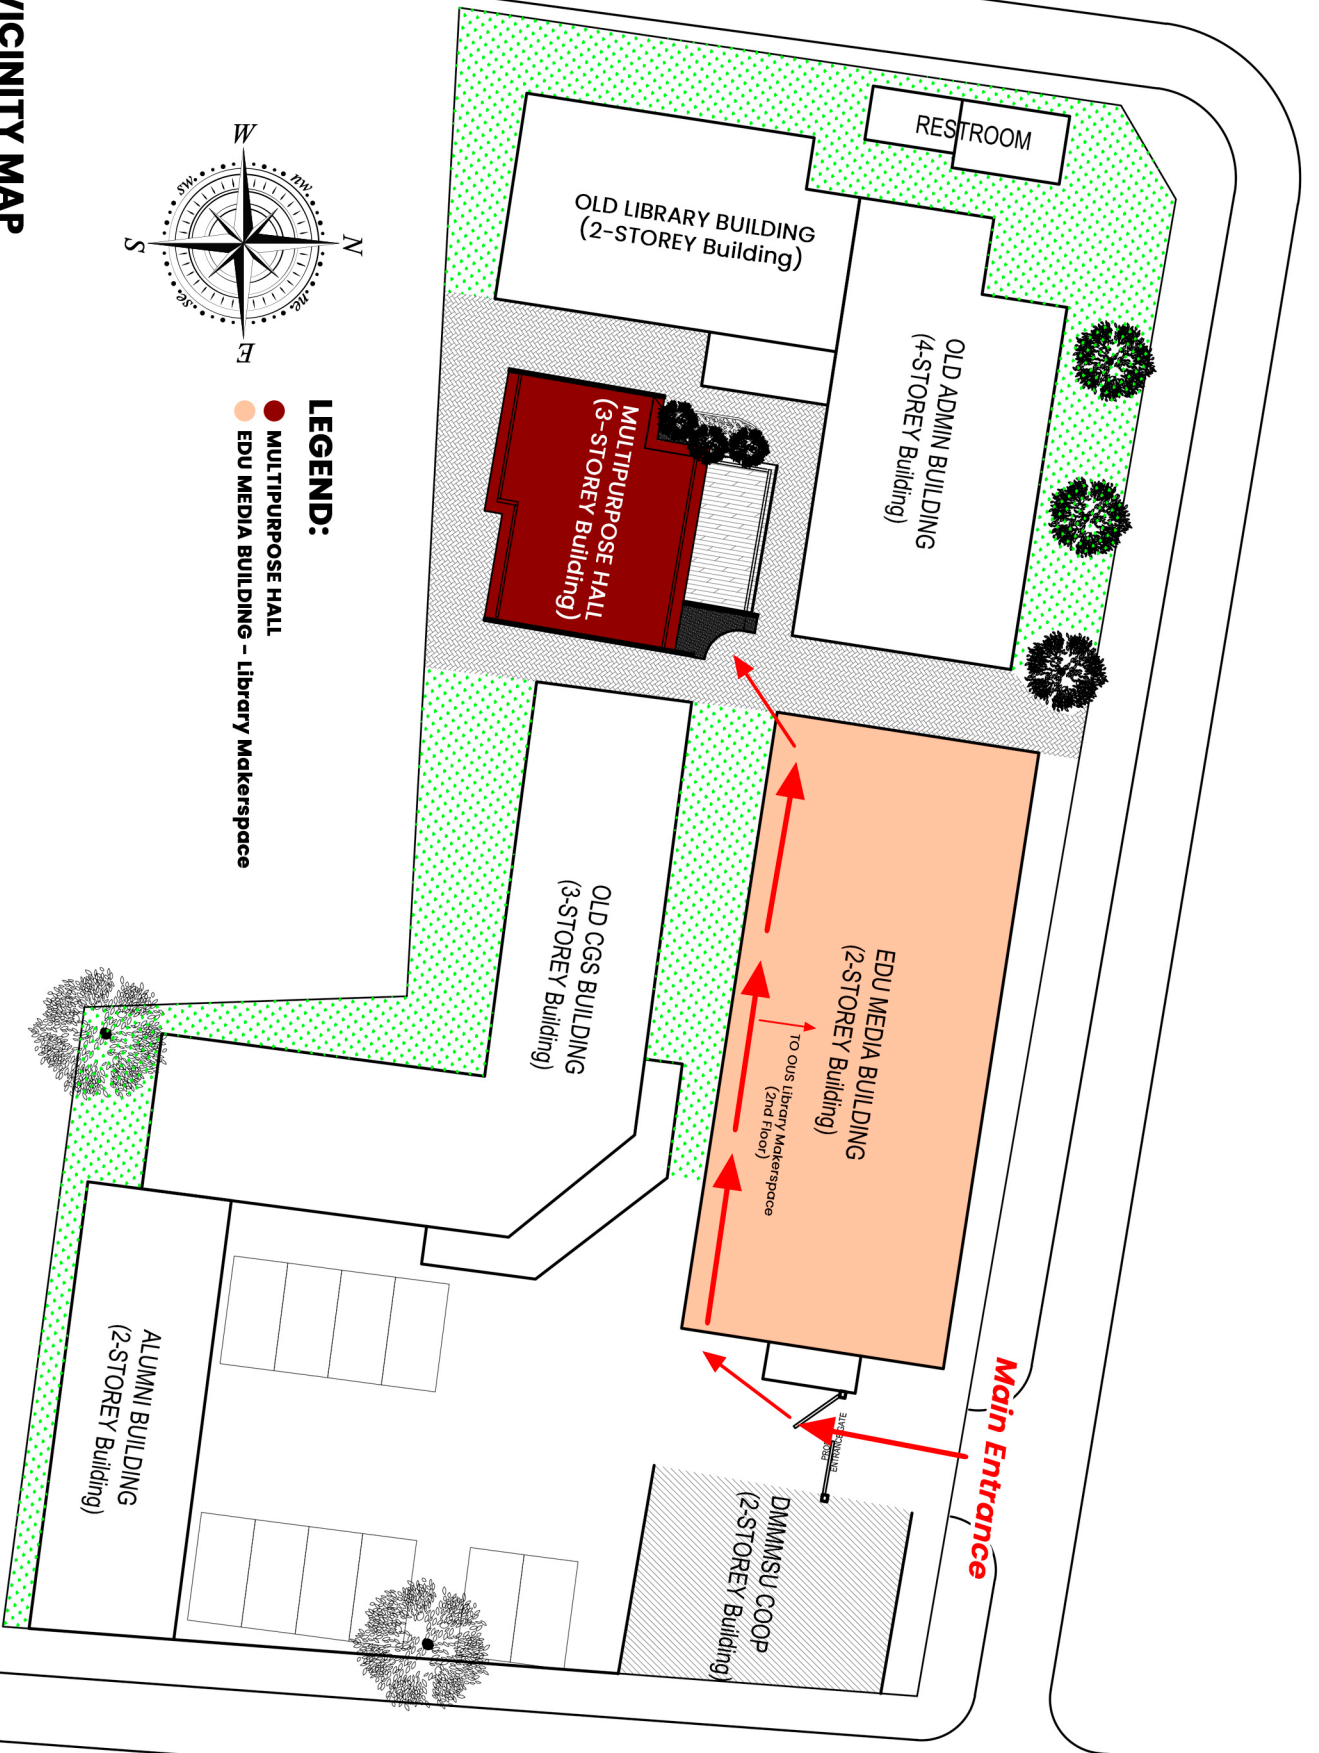 VICINITY MAP
W
nw
N
ne
E
se
S
sw
LEGEND:
MULTIPURPOSE HALL
EDU MEDIA BUILDING - Library Makerspace
RESTROOM
OLD LIBRARY BUILDING
(2-STOREY Building)
OLD ADMIN BUILDING
(4-STOREY Building)
MULTIPURPOSE HALL
(3-STOREY Building)
OLD CGS BUILDING
(3-STOREY Building)
EDU MEDIA BUILDING
(2-STOREY Building)
TO OUS Library Makerspace
(2nd Floor)
Main Entrance
ENTRANCE GATE
DMMMSU COOP
(2-STOREY Building)
ALUMNI BUILDING
(2-STOREY Building)